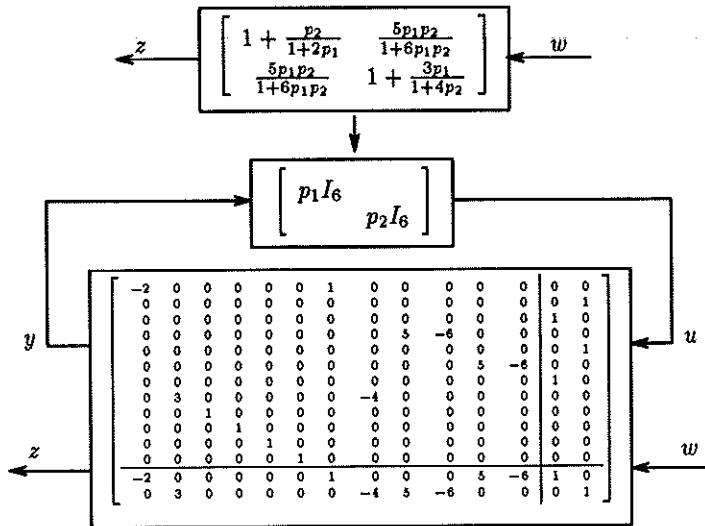 z [ 1 + p₂/(1+2p₁) 5p₁p₂/(1+6p₁p₂) ] w
[ 5p₁p₂/(1+6p₁p₂) 1 + 3p₁/(1+4p₂) ]
p₁I₆
p₂I₆
-2 0 0 0 0 0 1 0 0 0 0 0 0 0
0 0 0 0 0 0 0 0 0 0 0 0 0 1
0 0 0 0 0 0 0 0 0 0 0 0 1 0
y 0 0 0 0 0 0 0 0 5 -6 0 0 0 0 u
0 0 0 0 0 0 0 0 0 0 0 0 0 1
0 0 0 0 0 0 0 0 0 0 5 -6 0 0
0 0 0 0 0 0 0 0 0 0 0 0 1 0
0 3 0 0 0 0 0 -4 0 0 0 0 0 0
0 0 1 0 0 0 0 0 0 0 0 0 0 0
0 0 0 1 0 0 0 0 0 0 0 0 0 0
0 0 0 0 1 0 0 0 0 0 0 0 0 0
z 0 0 0 0 0 1 0 0 0 0 0 0 0 0 w
-2 0 0 0 0 0 1 0 0 0 5 -6 1 0
0 3 0 0 0 0 0 -4 5 -6 0 0 0 1